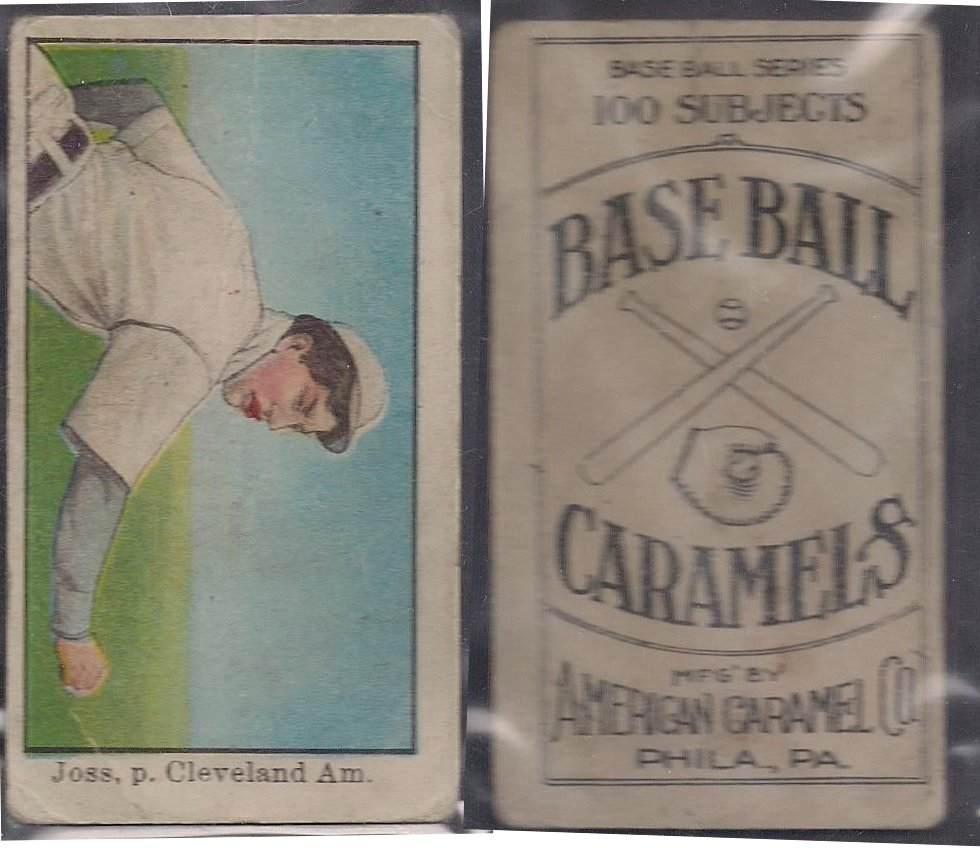 Joss, p. Cleveland Am.
BASE BALL SERIES
100 SUBJECTS
BASE BALL
CARAMELS
MFG'BY
AMERICAN CARAMEL CO.
PHILA., PA.